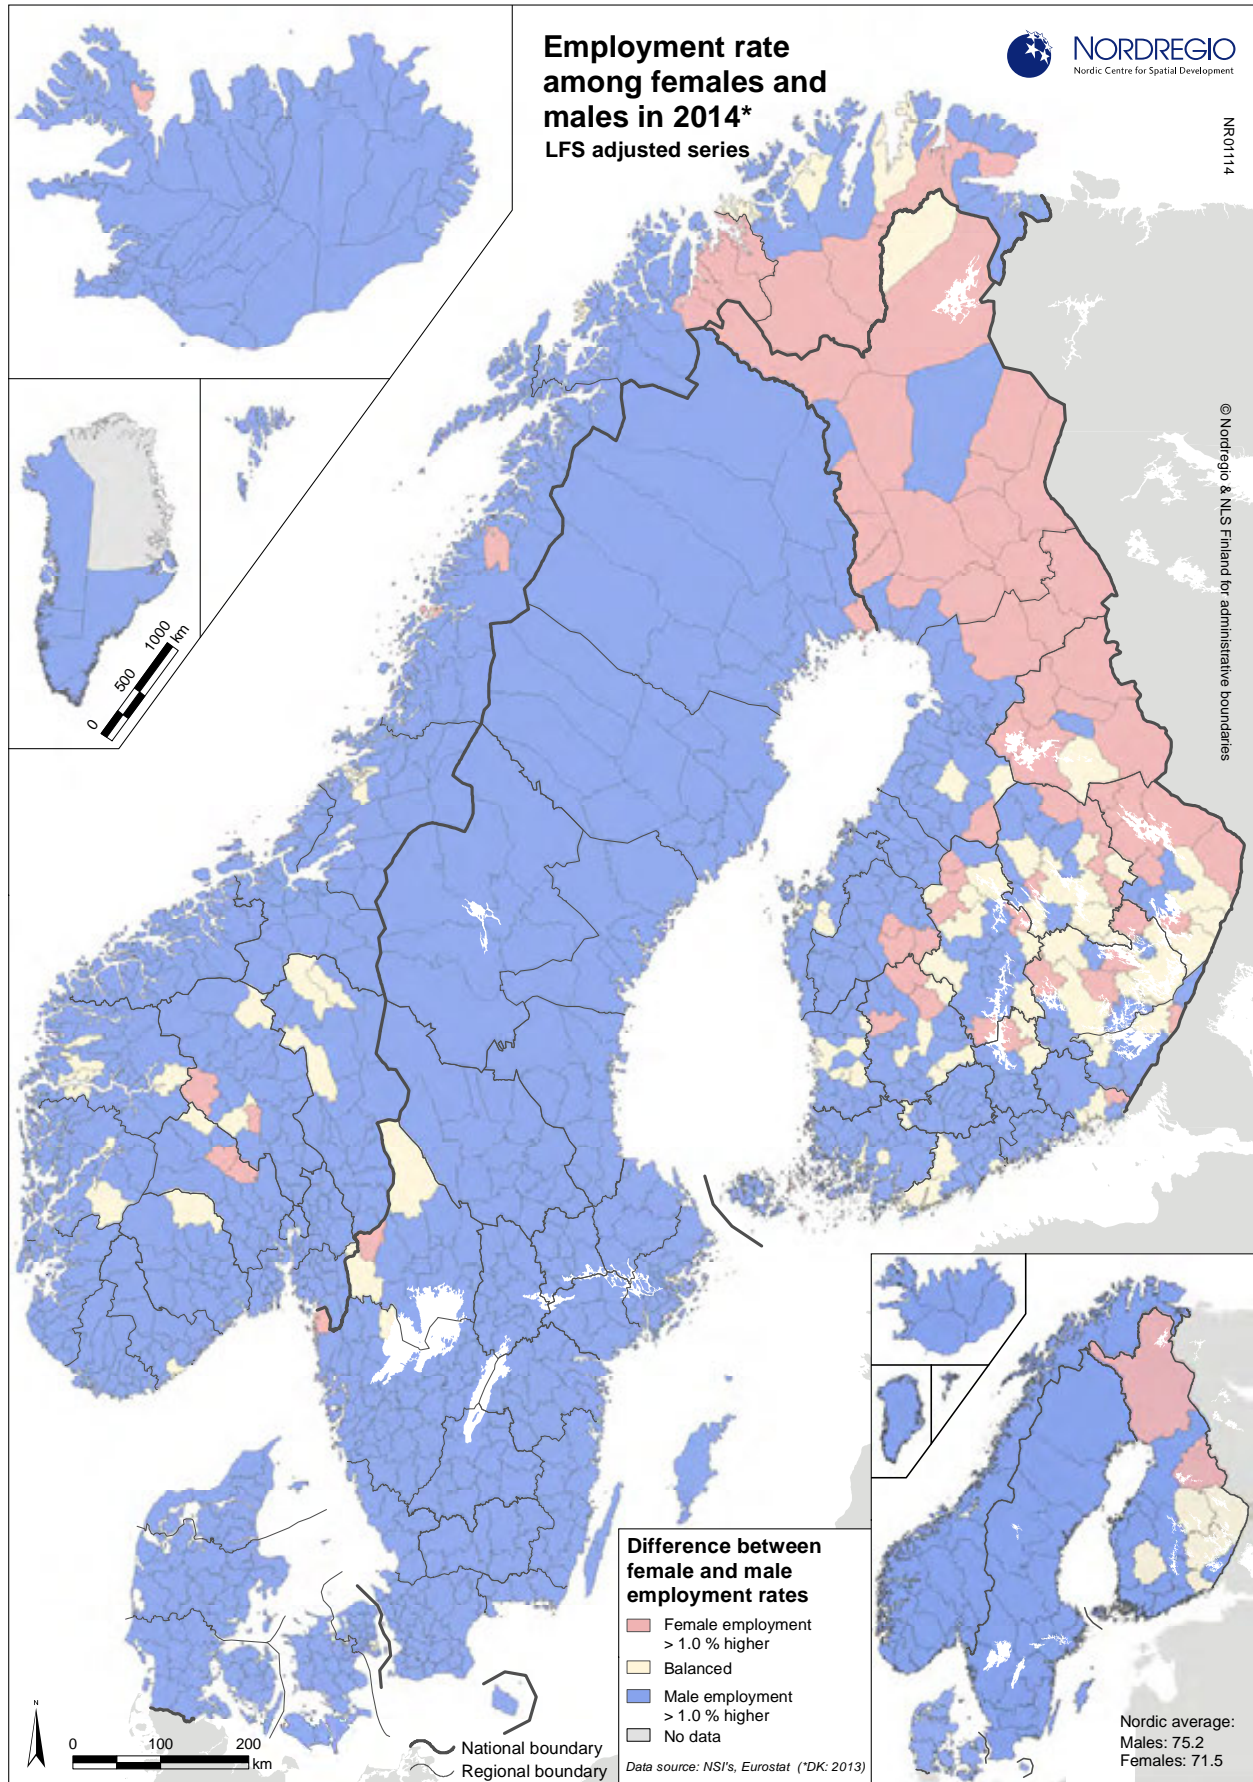 Employment rate
among females and
males in 2014*
LFS adjusted series
NORDREGIO
Nordic Centre for Spatial Development
NR01114
© Nordregio & NLS Finland for administrative boundaries
0
500
1000
km
Difference between
female and male
employment rates
Female employment
> 1.0 % higher
Balanced
Male employment
> 1.0 % higher
No data
Data source: NSI's, Eurostat (*DK: 2013)
N
0 100 200
km
National boundary
Regional boundary
Nordic average:
Males: 75.2
Females: 71.5